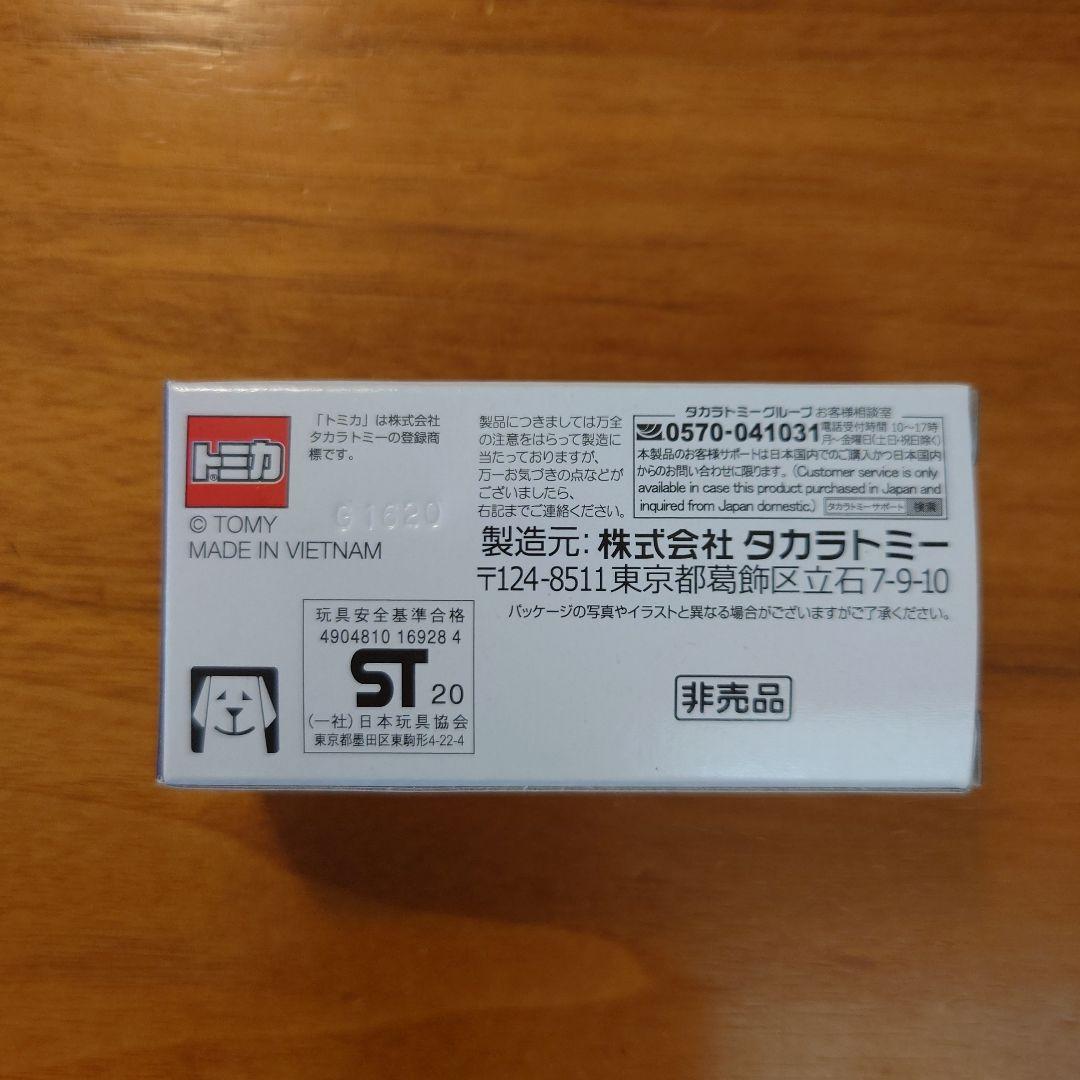 トミカ®
「トミカ」は株式会社
タカラトミーの登録商
標です。
© TOMY
MADE IN VIETNAM
G1620
玩具安全基準合格
4904810 16928 4
ST 20
(一社)日本玩具協会
東京都墨田区東駒形4-22-4
製品につきましては万全
の注意をはらって製造に
当たっておりますが、
万一お気づきの点などが
ございましたら、
右記までご連絡ください。
タカラトミーグループ お客様相談室
0570-041031 電話受付時間 10〜17時
月〜金曜日(土日・祝日除く)
本製品のお客様サポートは日本国内でのご購入かつ日本国内
からのお問い合わせに限ります。(Customer service is only
available in case this product purchased in Japan and
inquired from Japan domestic.) タカラトミーサポート 検索
製造元: 株式会社 タカラトミー
〒124-8511 東京都葛飾区立石7-9-10
パッケージの写真やイラストと異なる場合がございますがご了承ください。
非売品